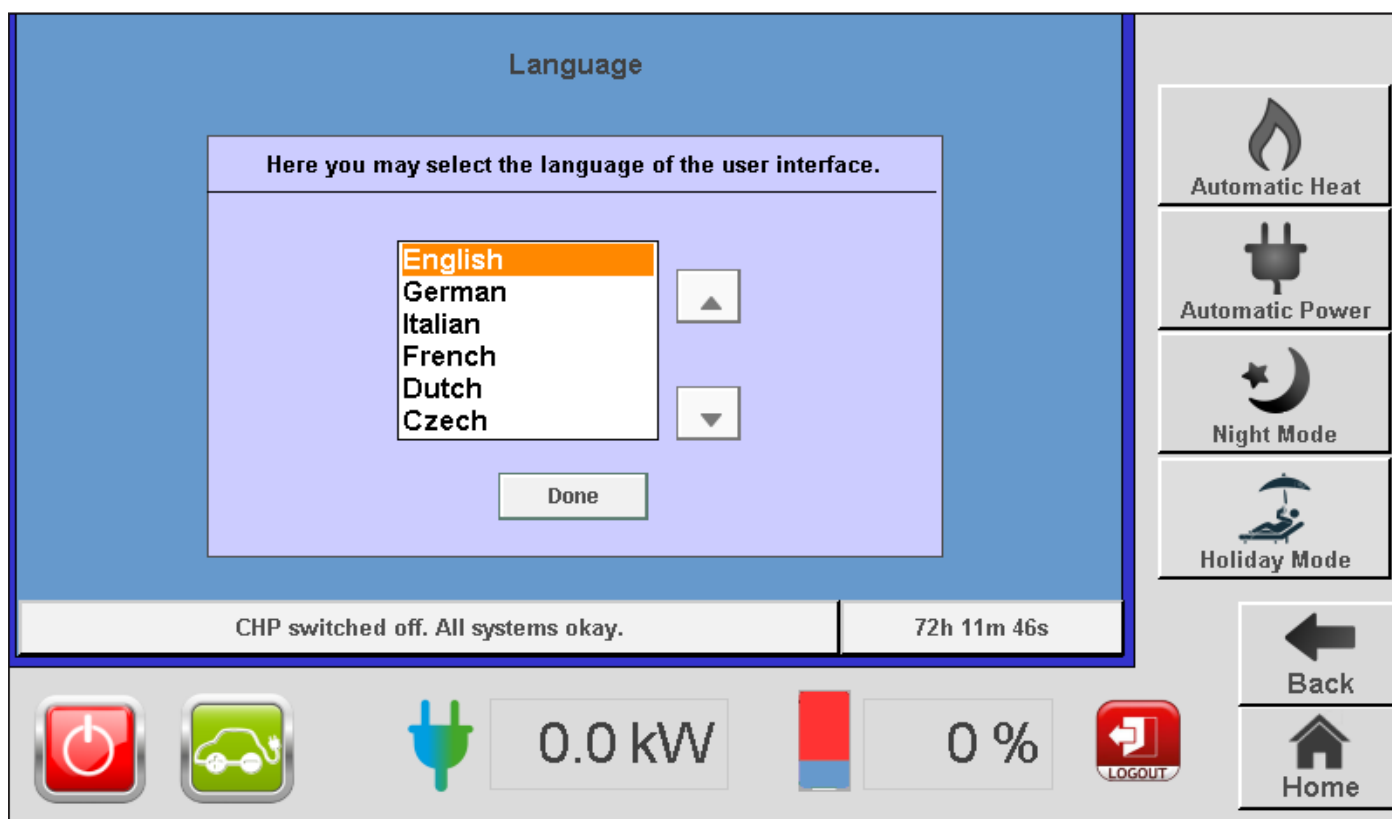 Language
Here you may select the language of the user interface.
English
German
Italian
French
Dutch
Czech
Done
CHP switched off. All systems okay.
72h 11m 46s
Automatic Heat
Automatic Power
Night Mode
Holiday Mode
Back
Home
0.0 kW
0 %
LOGOUT